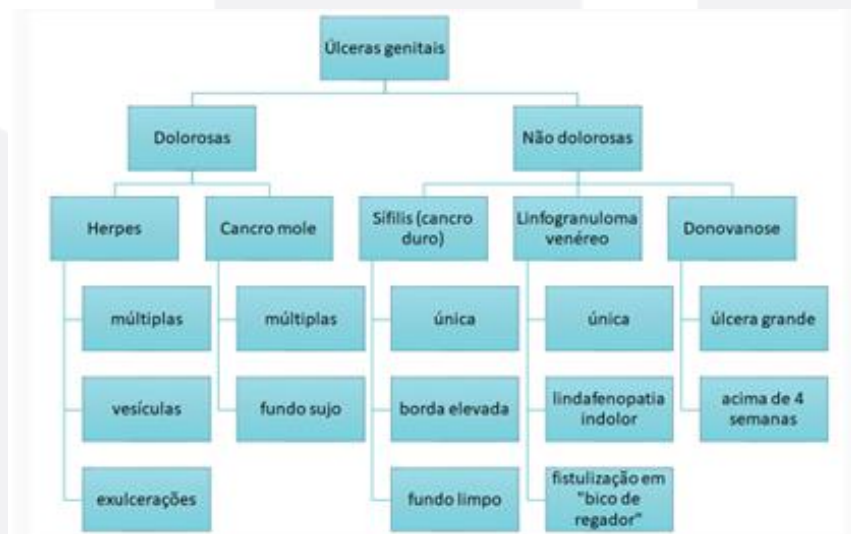 Úlceras genitais
Dolorosas
Não dolorosas
Herpes
Cancro mole
Sífilis (cancro
duro)
Linfogranuloma
venéreo
Donovanose
múltiplas
múltiplas
única
única
úlcera grande
vesículas
fundo sujo
borda elevada
lindafenopatia
indolor
acima de 4
semanas
exulcerações
fundo limpo
fistulização em
"bico de
regador"